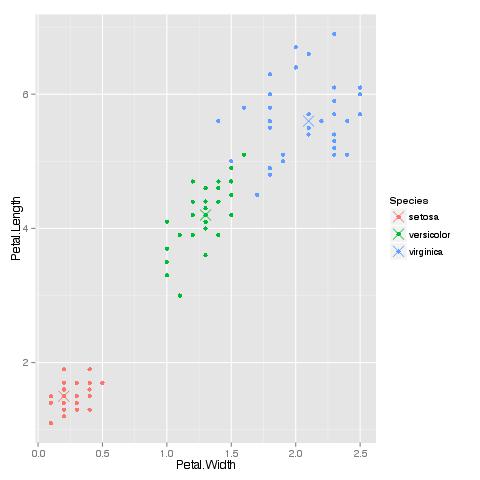 Petal.Length
6
4
2
0.0 0.5 1.0 1.5 2.0 2.5
Petal.Width
Species
setosa
versicolor
virginica